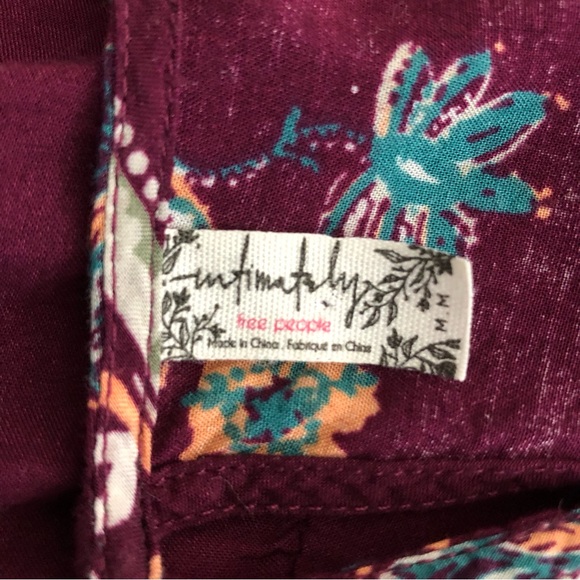 intimately
free people
Made in China . Fabriqué en Chine
M M